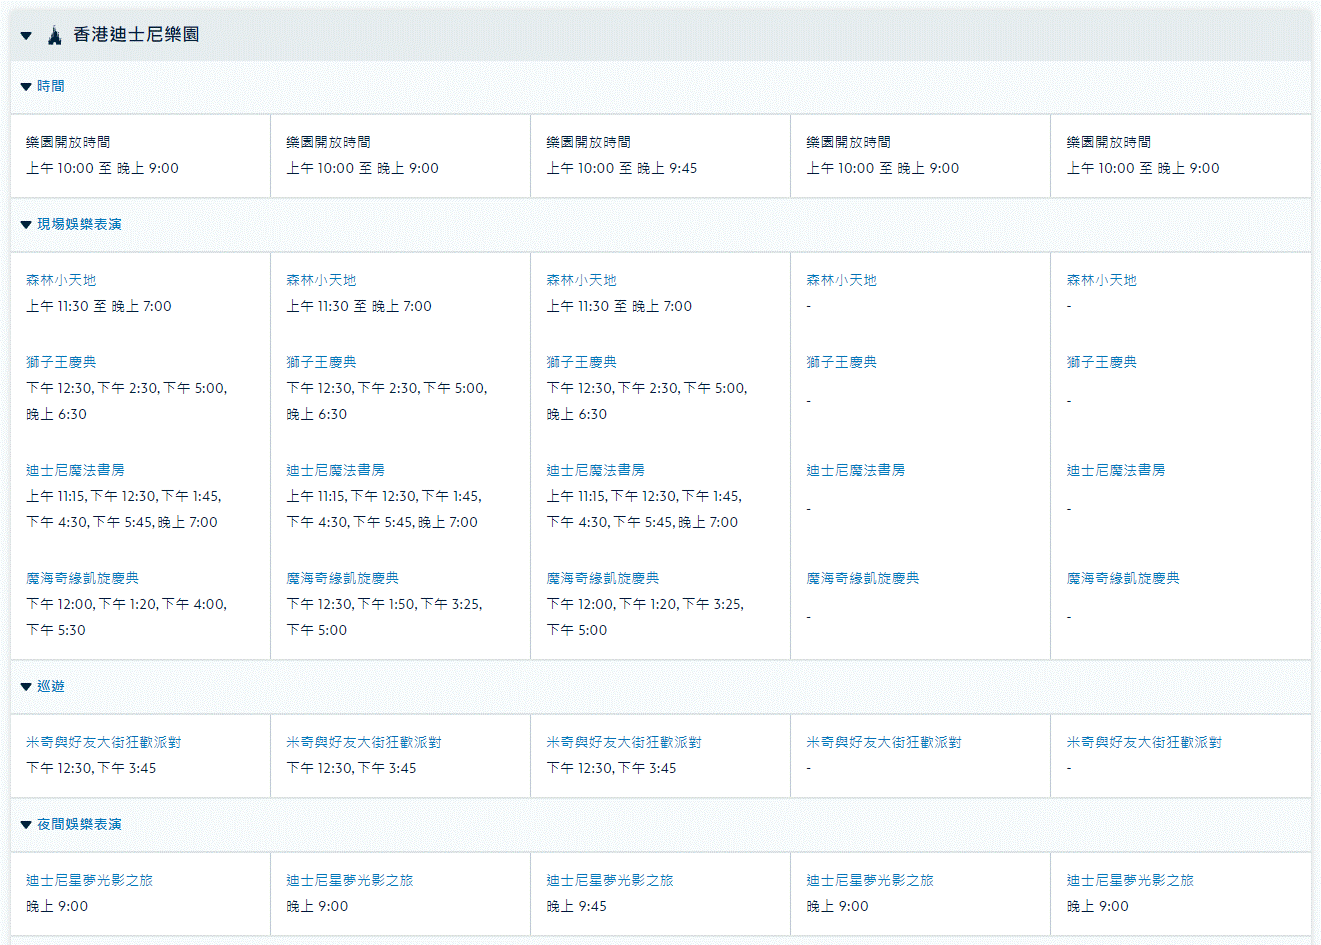 香港迪士尼樂園
時間
樂園開放時間
上午 10:00 至 晚上 9:00
樂園開放時間
上午 10:00 至 晚上 9:00
樂園開放時間
上午 10:00 至 晚上 9:45
樂園開放時間
上午 10:00 至 晚上 9:00
樂園開放時間
上午 10:00 至 晚上 9:00
現場娛樂表演
森林小天地
上午 11:30 至 晚上 7:00
森林小天地
上午 11:30 至 晚上 7:00
森林小天地
上午 11:30 至 晚上 7:00
森林小天地
-
森林小天地
-
獅子王慶典
下午 12:30, 下午 2:30, 下午 5:00,
晚上 6:30
獅子王慶典
下午 12:30, 下午 2:30, 下午 5:00,
晚上 6:30
獅子王慶典
下午 12:30, 下午 2:30, 下午 5:00,
晚上 6:30
獅子王慶典
-
獅子王慶典
-
迪士尼魔法書房
上午 11:15, 下午 12:30, 下午 1:45,
下午 4:30, 下午 5:45, 晚上 7:00
迪士尼魔法書房
上午 11:15, 下午 12:30, 下午 1:45,
下午 4:30, 下午 5:45, 晚上 7:00
迪士尼魔法書房
上午 11:15, 下午 12:30, 下午 1:45,
下午 4:30, 下午 5:45, 晚上 7:00
迪士尼魔法書房
-
迪士尼魔法書房
-
魔海奇緣凱旋慶典
下午 12:00, 下午 1:20, 下午 4:00,
下午 5:30
魔海奇緣凱旋慶典
下午 12:30, 下午 1:50, 下午 3:25,
下午 5:00
魔海奇緣凱旋慶典
下午 12:00, 下午 1:20, 下午 3:25,
下午 5:00
魔海奇緣凱旋慶典
-
魔海奇緣凱旋慶典
-
巡遊
米奇與好友大街狂歡派對
下午 12:30, 下午 3:45
米奇與好友大街狂歡派對
下午 12:30, 下午 3:45
米奇與好友大街狂歡派對
下午 12:30, 下午 3:45
米奇與好友大街狂歡派對
-
米奇與好友大街狂歡派對
-
夜間娛樂表演
迪士尼星夢光影之旅
晚上 9:00
迪士尼星夢光影之旅
晚上 9:00
迪士尼星夢光影之旅
晚上 9:45
迪士尼星夢光影之旅
晚上 9:00
迪士尼星夢光影之旅
晚上 9:00